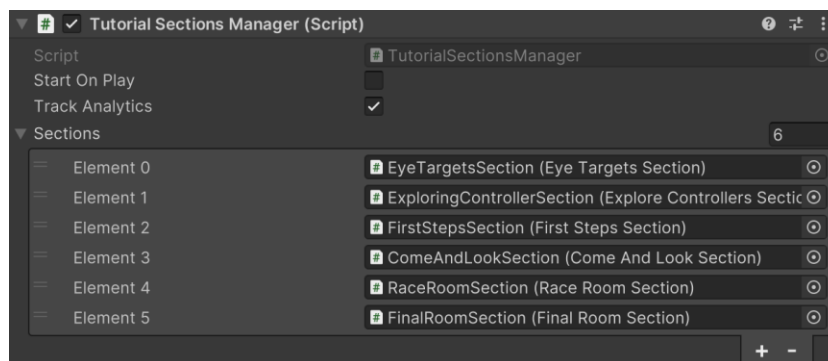 Tutorial Sections Manager (Script)
Script # TutorialSectionsManager
Start On Play
Track Analytics
Sections 6
Element 0 # EyeTargetsSection (Eye Targets Section)
Element 1 # ExploringControllerSection (Explore Controllers Sectic
Element 2 # FirstStepsSection (First Steps Section)
Element 3 # ComeAndLookSection (Come And Look Section)
Element 4 # RaceRoomSection (Race Room Section)
Element 5 # FinalRoomSection (Final Room Section)
+ -